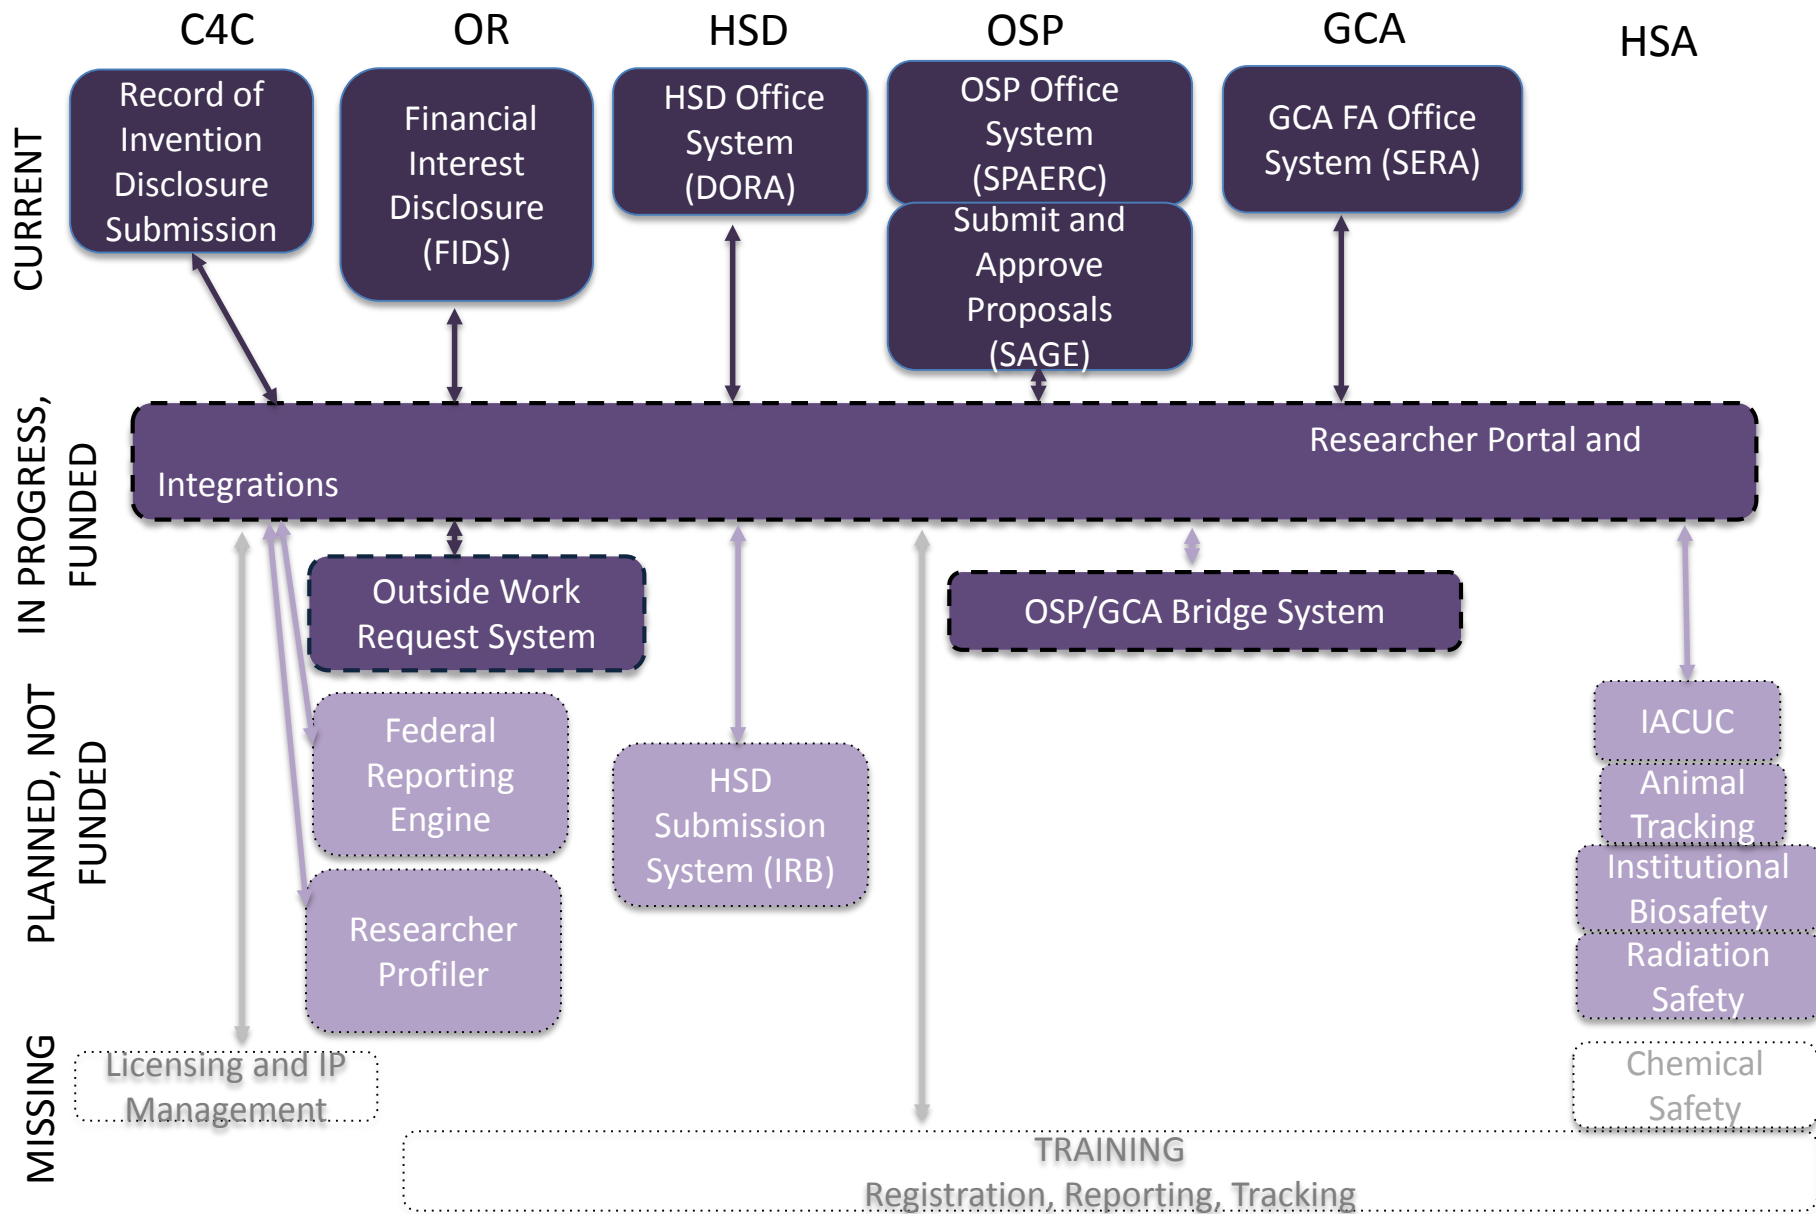 C4C
OR
HSD
OSP
GCA
HSA
CURRENT
Record of
Invention
Disclosure
Submission
Financial
Interest
Disclosure
(FIDS)
HSD Office
System
(DORA)
OSP Office
System
(SPAERC)
Submit and
Approve
Proposals
(SAGE)
GCA FA Office
System (SERA)
IN PROGRESS,
FUNDED
Researcher Portal and
Integrations
Outside Work
Request System
OSP/GCA Bridge System
PLANNED, NOT
FUNDED
Federal
Reporting
Engine
Researcher
Profiler
HSD
Submission
System (IRB)
IACUC
Animal
Tracking
Institutional
Biosafety
Radiation
Safety
MISSING
Licensing and IP
Management
Chemical
Safety
TRAINING
Registration, Reporting, Tracking